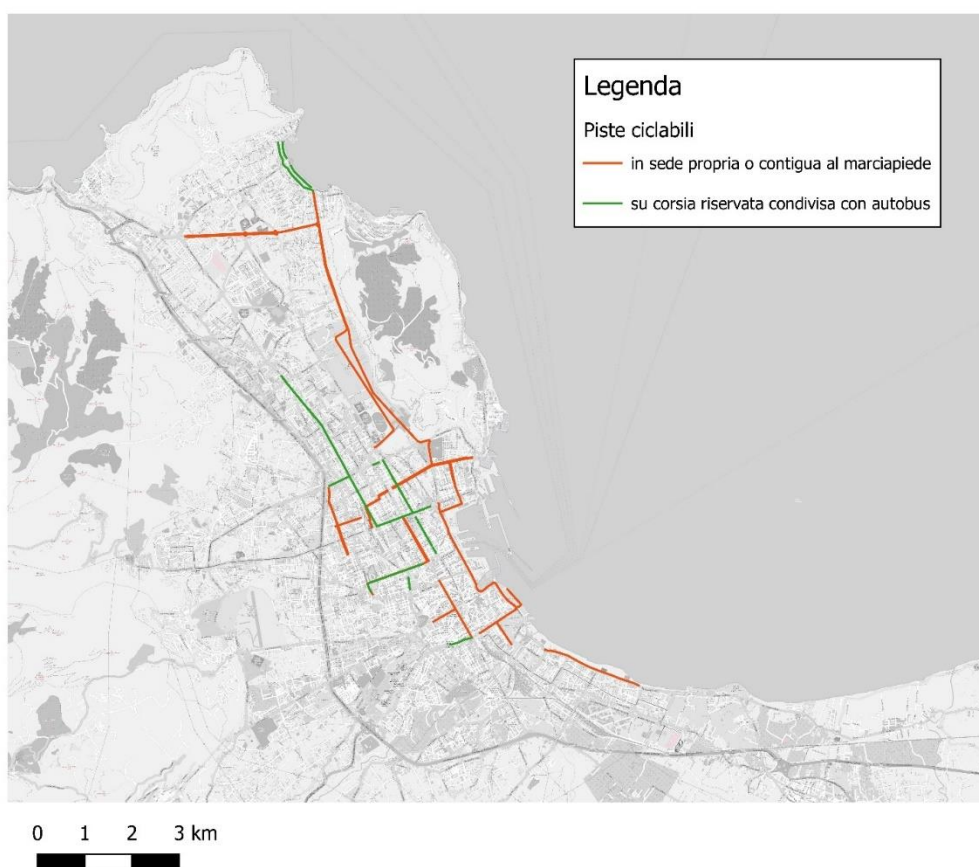 Legenda
Piste ciclabili
in sede propria o contigua al marciapiede
su corsia riservata condivisa con autobus
0 1 2 3 km